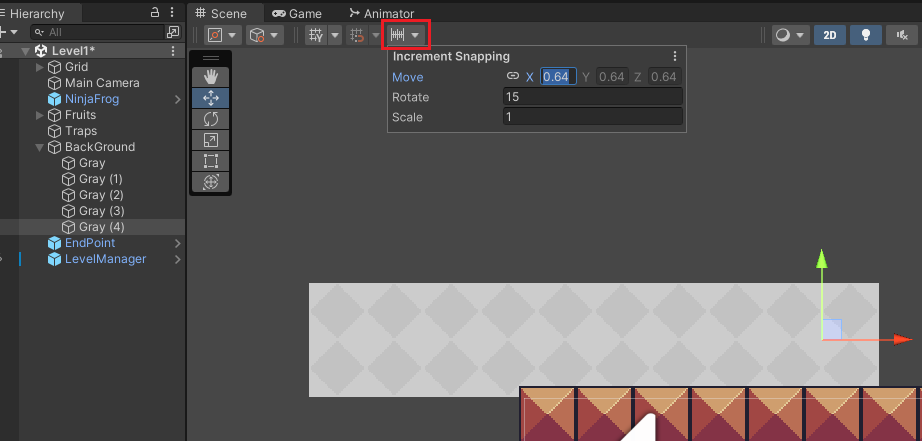 Hierarchy
All
Level1*
Grid
Main Camera
NinjaFrog
Fruits
Traps
BackGround
Gray
Gray (1)
Gray (2)
Gray (3)
Gray (4)
EndPoint
LevelManager
Scene Game Animator
2D
Increment Snapping
Move X 0.64 Y 0.64 Z 0.64
Rotate 15
Scale 1